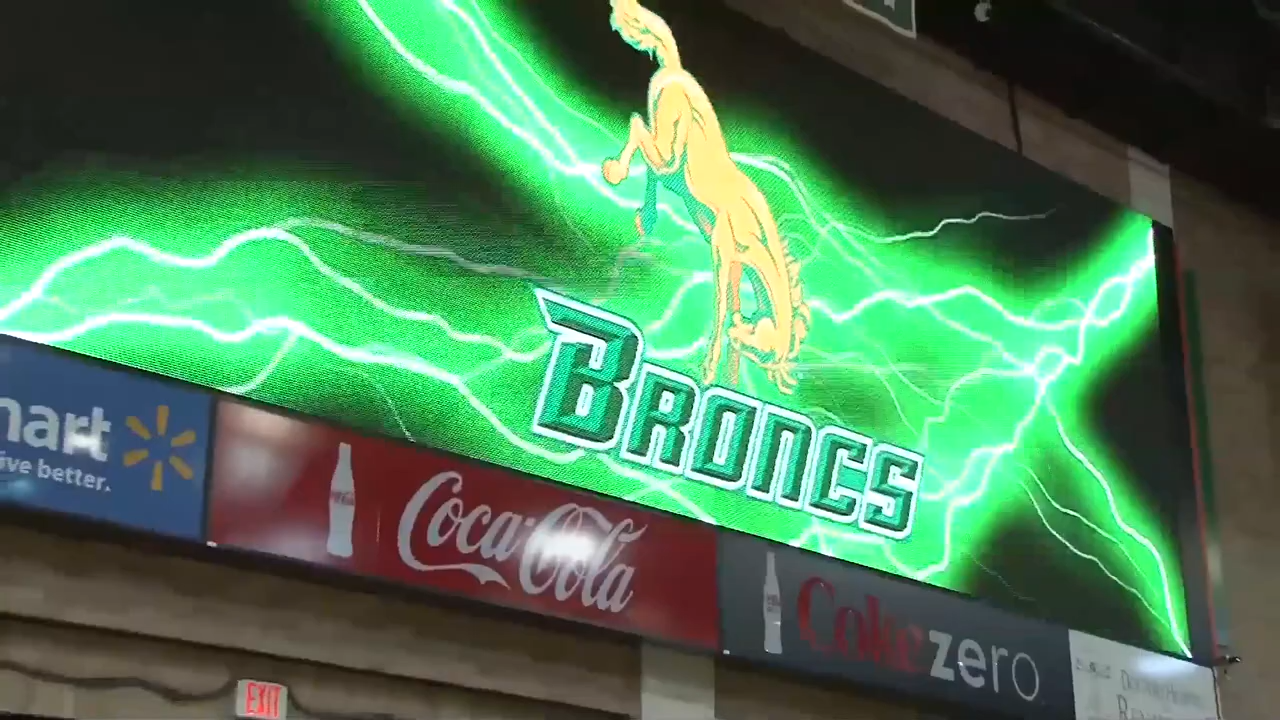 BRONCS
mart
ive better.
Coca-Cola
Coke zero
EXIT